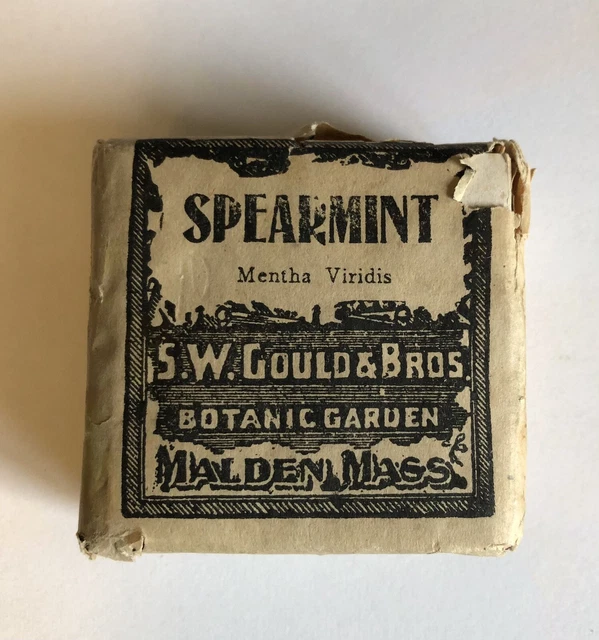 SPEARMINT
Mentha Viridis
S.W. GOULD & BROS.
BOTANIC GARDEN
MALDEN MASS.